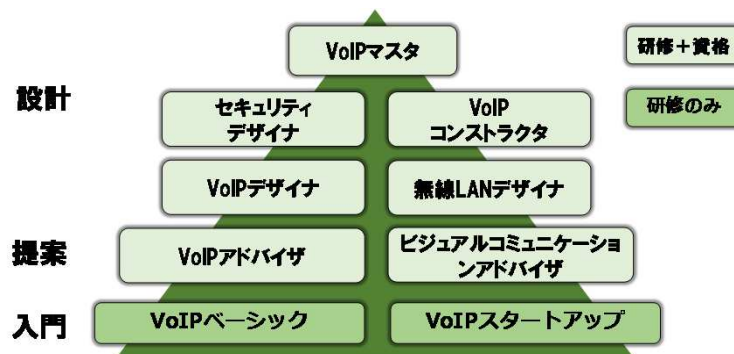 VoIPマスタ
研修＋資格
設計
セキュリティ
デザイナ
VoIP
コンストラクタ
研修のみ
VoIPデザイナ
無線LANデザイナ
提案
VoIPアドバイザ
ビジュアルコミュニケーショ
ンアドバイザ
入門
VoIPベーシック
VoIPスタートアップ